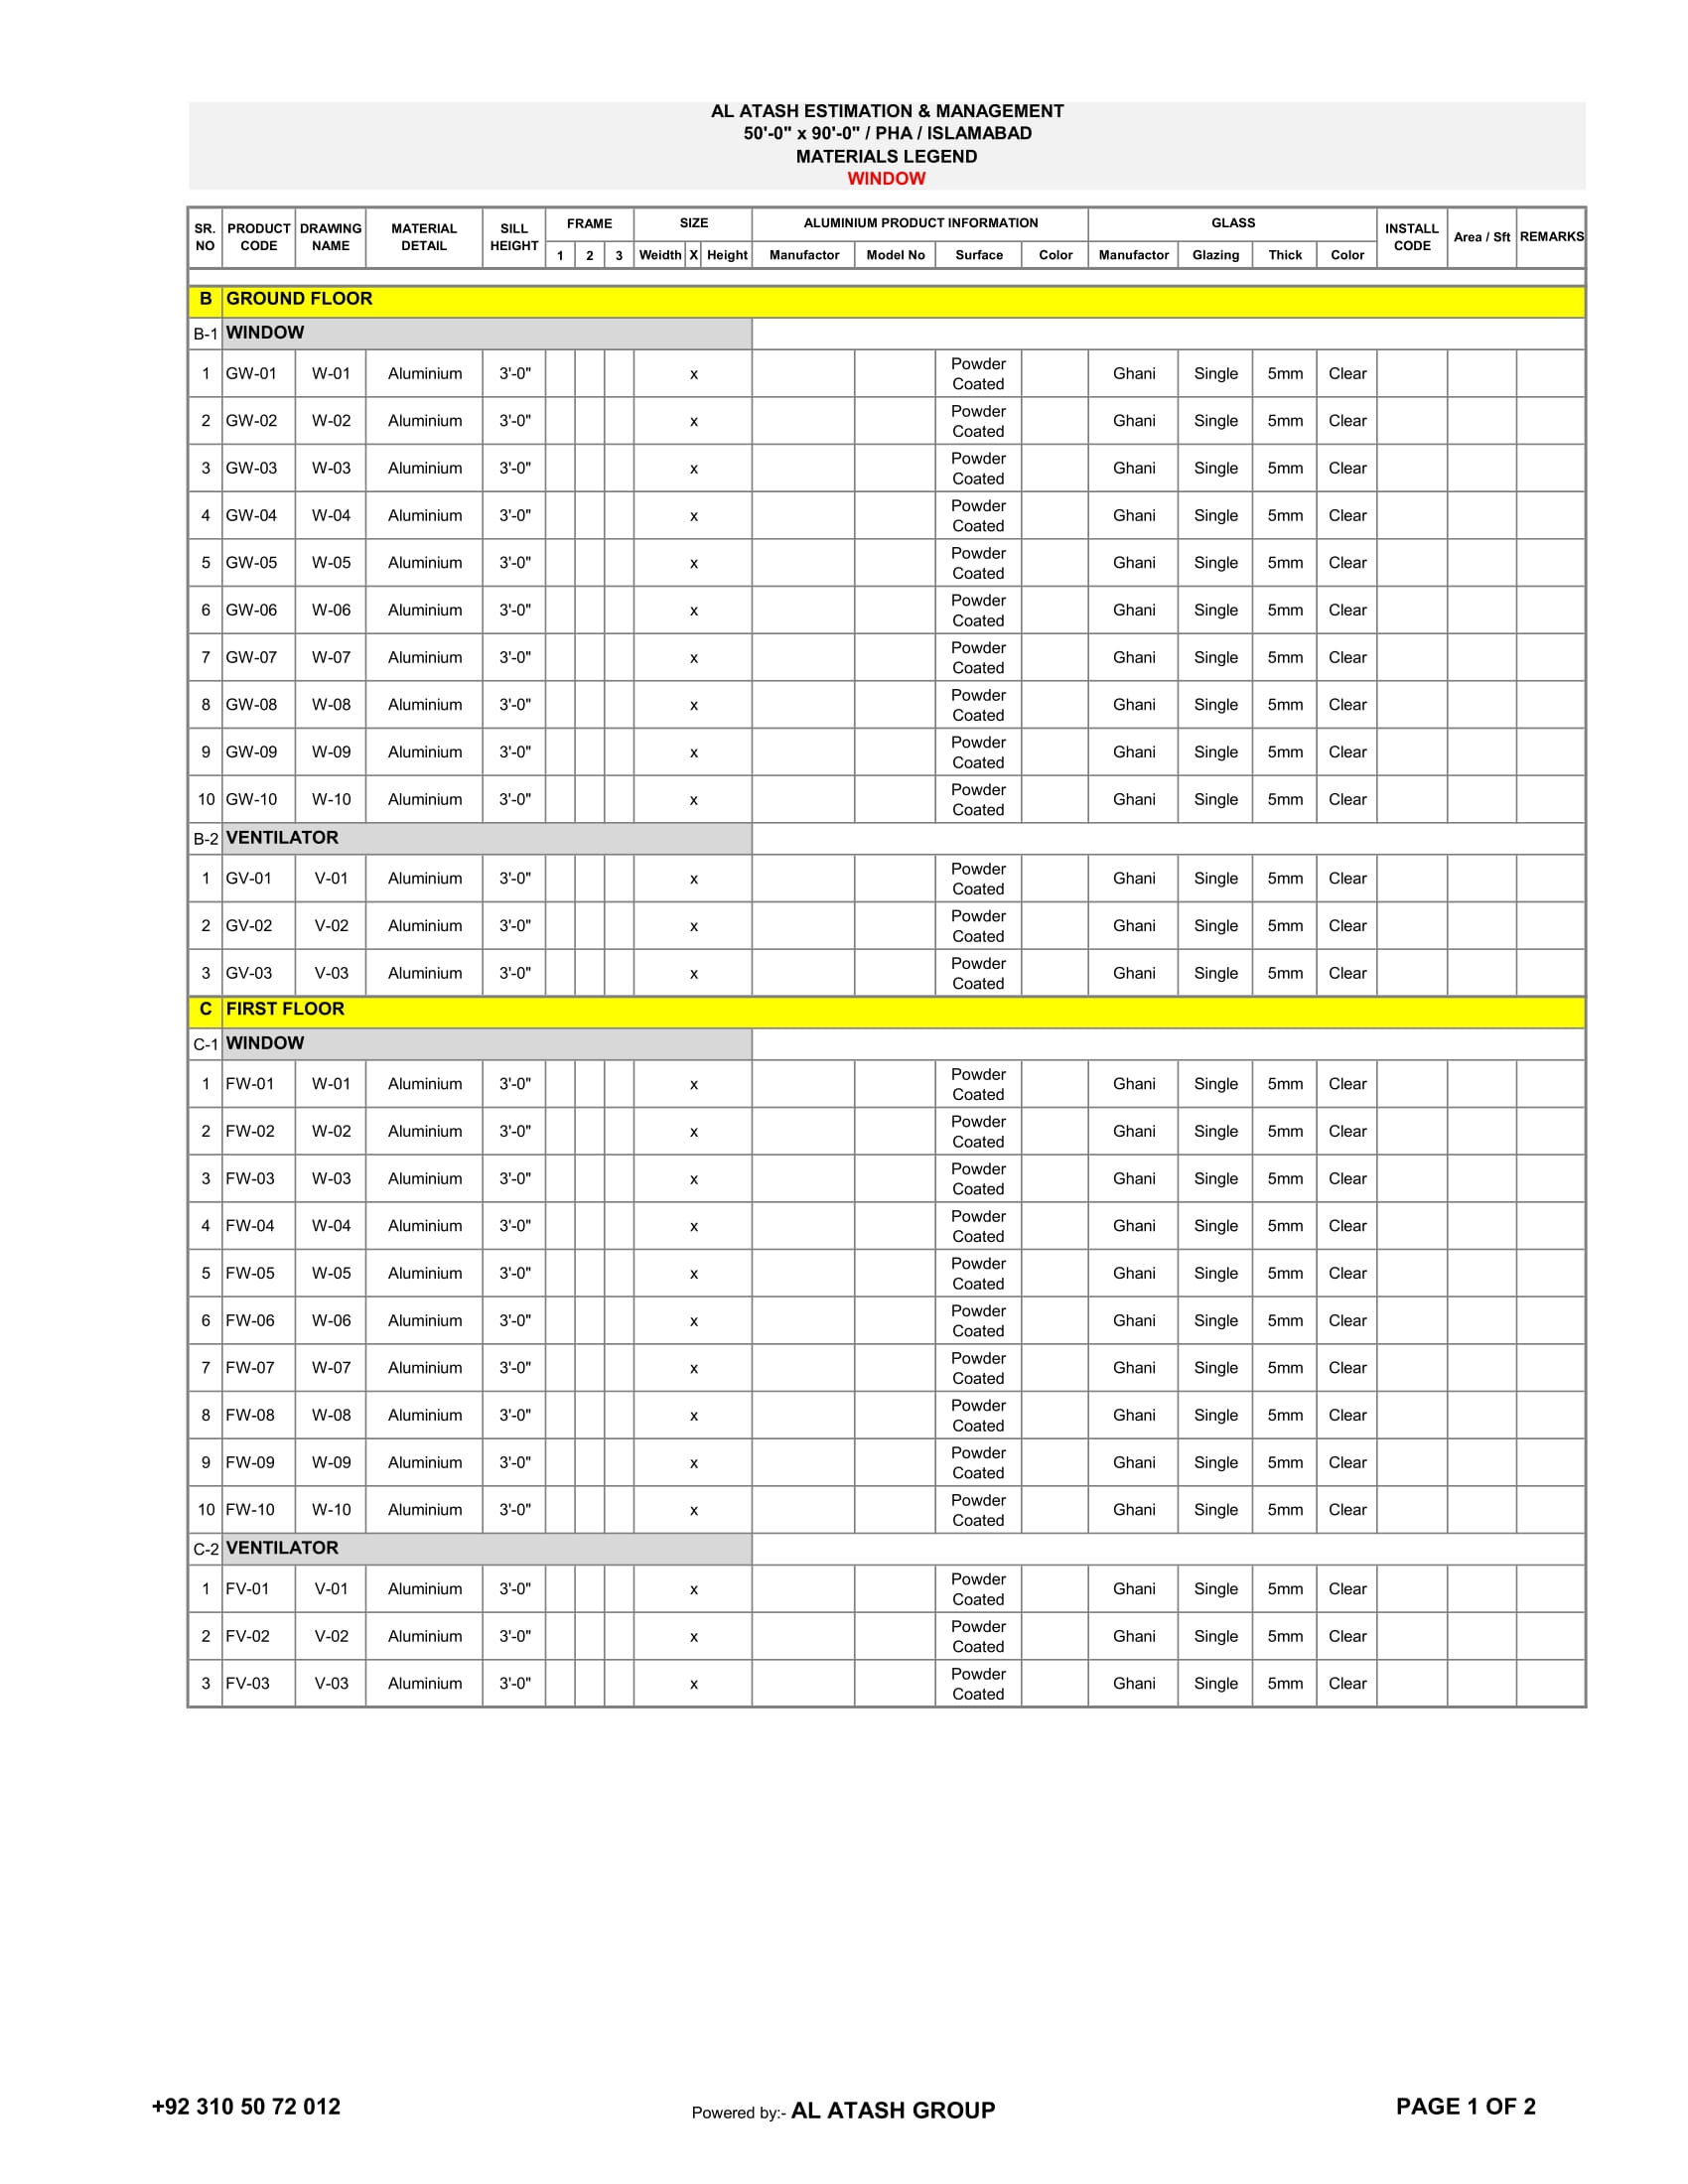 AL ATASH ESTIMATION & MANAGEMENT
50'-0" x 90'-0" / PHA / ISLAMABAD
MATERIALS LEGEND
WINDOW
SR. NO PRODUCT CODE DRAWING NAME MATERIAL DETAIL SILL HEIGHT FRAME SIZE ALUMINIUM PRODUCT INFORMATION GLASS INSTALL CODE Area / Sft REMARKS
1 2 3 Weidth X Height Manufactor Model No Surface Color Manufactor Glazing Thick Color
B GROUND FLOOR
B-1 WINDOW
1 GW-01 W-01 Aluminium 3'-0" x Powder Coated Ghani Single 5mm Clear
2 GW-02 W-02 Aluminium 3'-0" x Powder Coated Ghani Single 5mm Clear
3 GW-03 W-03 Aluminium 3'-0" x Powder Coated Ghani Single 5mm Clear
4 GW-04 W-04 Aluminium 3'-0" x Powder Coated Ghani Single 5mm Clear
5 GW-05 W-05 Aluminium 3'-0" x Powder Coated Ghani Single 5mm Clear
6 GW-06 W-06 Aluminium 3'-0" x Powder Coated Ghani Single 5mm Clear
7 GW-07 W-07 Aluminium 3'-0" x Powder Coated Ghani Single 5mm Clear
8 GW-08 W-08 Aluminium 3'-0" x Powder Coated Ghani Single 5mm Clear
9 GW-09 W-09 Aluminium 3'-0" x Powder Coated Ghani Single 5mm Clear
10 GW-10 W-10 Aluminium 3'-0" x Powder Coated Ghani Single 5mm Clear
B-2 VENTILATOR
1 GV-01 V-01 Aluminium 3'-0" x Powder Coated Ghani Single 5mm Clear
2 GV-02 V-02 Aluminium 3'-0" x Powder Coated Ghani Single 5mm Clear
3 GV-03 V-03 Aluminium 3'-0" x Powder Coated Ghani Single 5mm Clear
C FIRST FLOOR
C-1 WINDOW
1 FW-01 W-01 Aluminium 3'-0" x Powder Coated Ghani Single 5mm Clear
2 FW-02 W-02 Aluminium 3'-0" x Powder Coated Ghani Single 5mm Clear
3 FW-03 W-03 Aluminium 3'-0" x Powder Coated Ghani Single 5mm Clear
4 FW-04 W-04 Aluminium 3'-0" x Powder Coated Ghani Single 5mm Clear
5 FW-05 W-05 Aluminium 3'-0" x Powder Coated Ghani Single 5mm Clear
6 FW-06 W-06 Aluminium 3'-0" x Powder Coated Ghani Single 5mm Clear
7 FW-07 W-07 Aluminium 3'-0" x Powder Coated Ghani Single 5mm Clear
8 FW-08 W-08 Aluminium 3'-0" x Powder Coated Ghani Single 5mm Clear
9 FW-09 W-09 Aluminium 3'-0" x Powder Coated Ghani Single 5mm Clear
10 FW-10 W-10 Aluminium 3'-0" x Powder Coated Ghani Single 5mm Clear
C-2 VENTILATOR
1 FV-01 V-01 Aluminium 3'-0" x Powder Coated Ghani Single 5mm Clear
2 FV-02 V-02 Aluminium 3'-0" x Powder Coated Ghani Single 5mm Clear
3 FV-03 V-03 Aluminium 3'-0" x Powder Coated Ghani Single 5mm Clear
+92 310 50 72 012 Powered by:- AL ATASH GROUP PAGE 1 OF 2